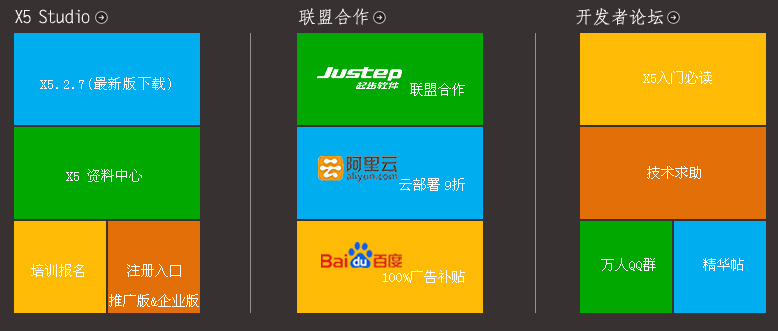 X5 Studio
X5.2.7(最新版下载)
X5 资料中心
培训报名
注册入口
推广版&企业版
联盟合作
Justep
起步软件
联盟合作
阿里云
aliyun.com
云部署 9折
Bai du 百度
100%广告补贴
开发者论坛
X5入门必读
技术求助
万人QQ群
精华帖